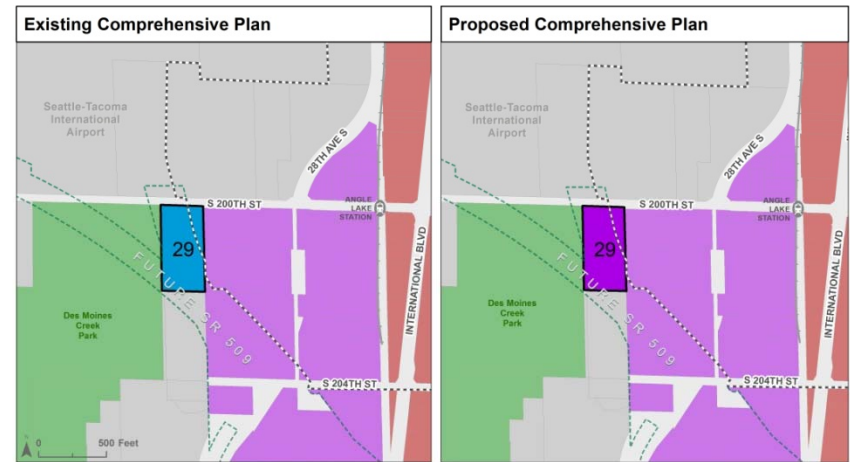 Existing Comprehensive Plan
Seattle-Tacoma
International
Airport
28TH AVE S
S 200TH ST
ANGLE
LAKE
STATION
29
FUTURE SR 509
Des Moines
Creek
Park
INTERNATIONAL BLVD
S 204TH ST
0 500 Feet
Proposed Comprehensive Plan
Seattle-Tacoma
International
Airport
28TH AVE S
S 200TH ST
ANGLE
LAKE
STATION
29
FUTURE SR 509
Des Moines
Creek
Park
INTERNATIONAL BLVD
S 204TH ST